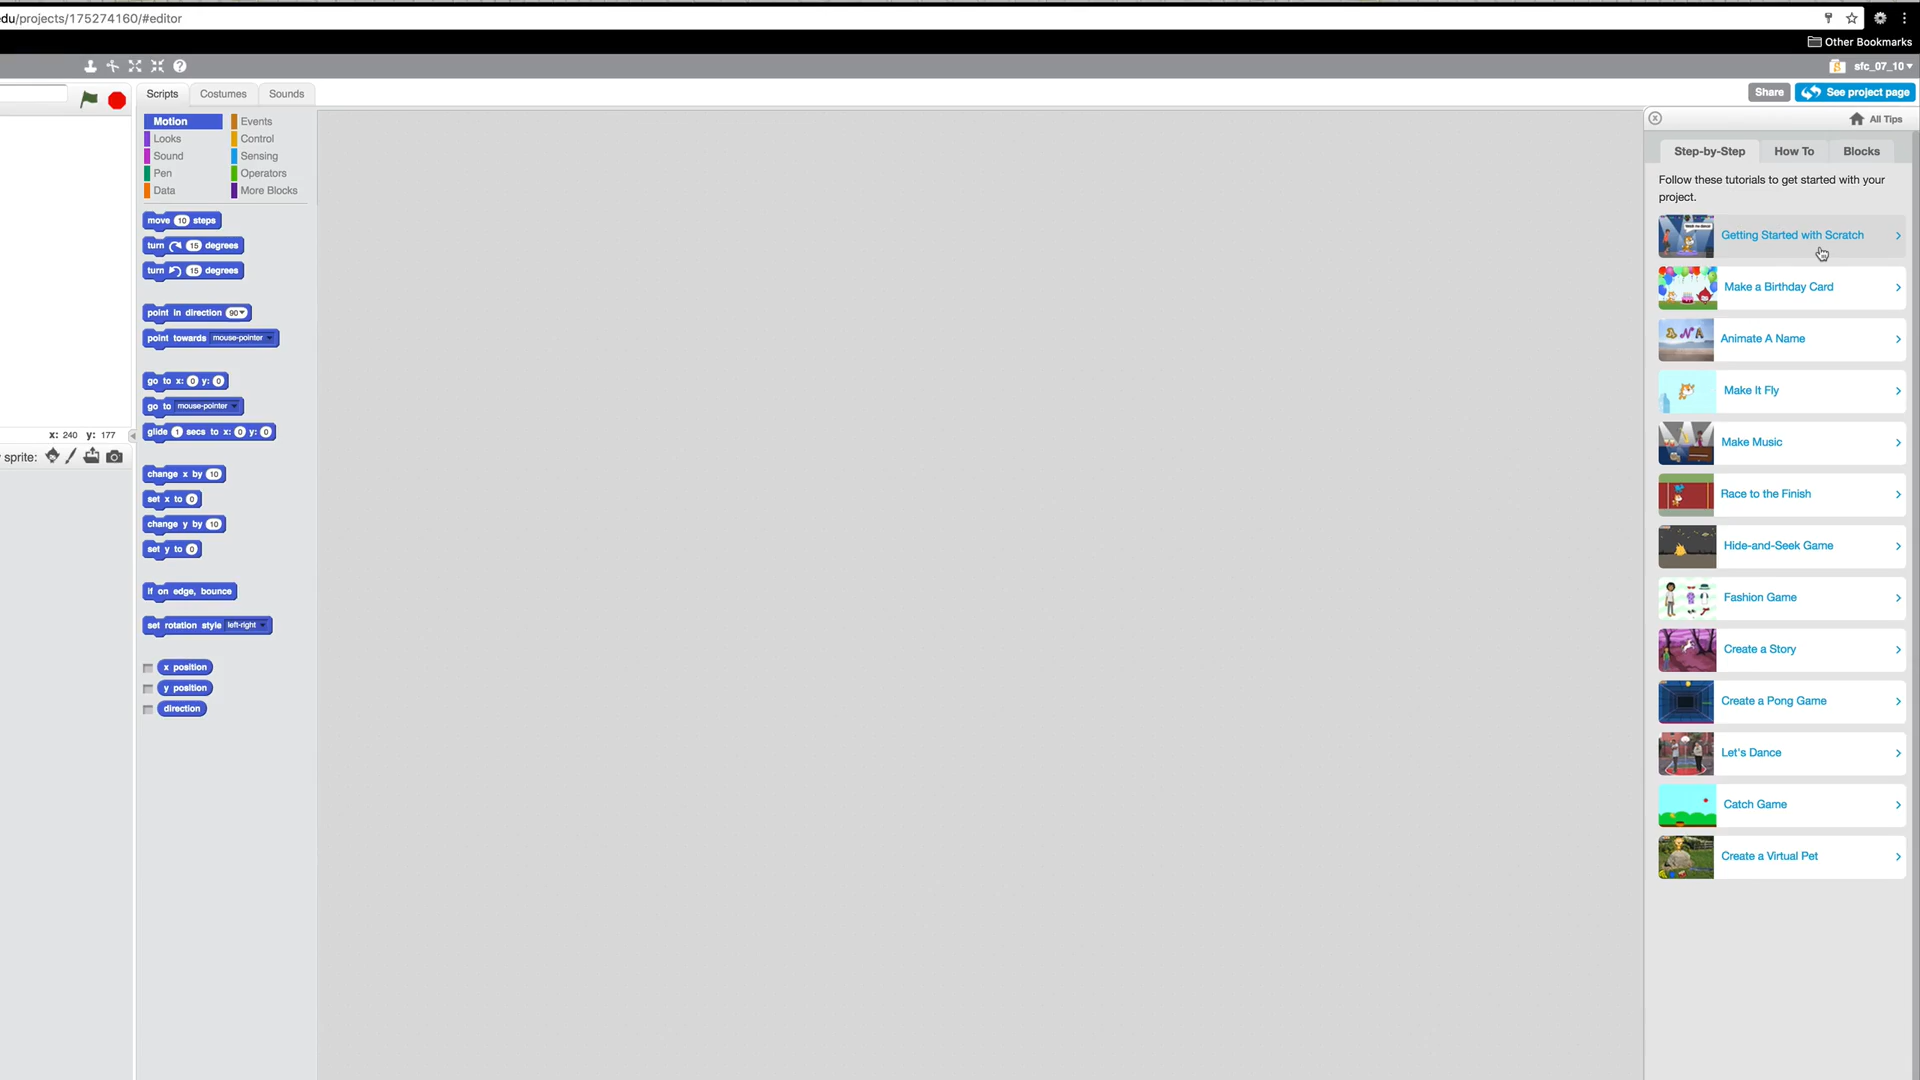 du/projects/175274160/#editor
Other Bookmarks
sfc_07_10
Scripts
Costumes
Sounds
Share
See project page
Motion
Looks
Sound
Pen
Data
Events
Control
Sensing
Operators
More Blocks
move 10 steps
turn 15 degrees
turn 15 degrees
point in direction 90
point towards mouse-pointer
go to x: 0 y: 0
go to mouse-pointer
glide 1 secs to x: 0 y: 0
change x by 10
set x to 0
change y by 10
set y to 0
if on edge, bounce
set rotation style left-right
x position
y position
direction
x: 240 y: 177
sprite:
All Tips
Step-by-Step
How To
Blocks
Follow these tutorials to get started with your
project.
Getting Started with Scratch
Make a Birthday Card
Animate A Name
Make It Fly
Make Music
Race to the Finish
Hide-and-Seek Game
Fashion Game
Create a Story
Create a Pong Game
Let's Dance
Catch Game
Create a Virtual Pet